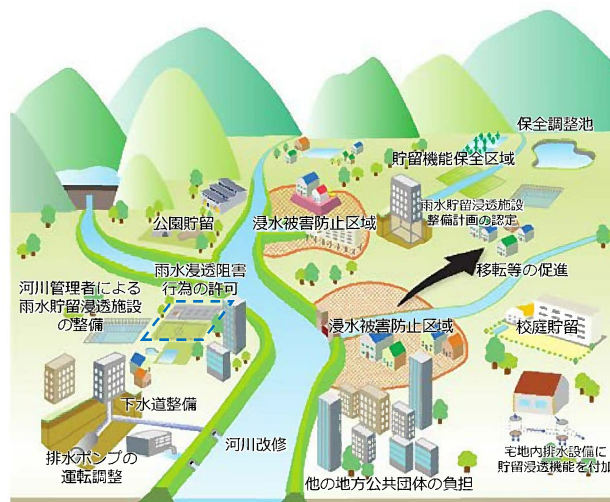 保全調整池
貯留機能保全区域
公園貯留
浸水被害防止区域
雨水貯留浸透施設
整備計画の認定
雨水浸透阻害
行為の許可
移転等の促進
河川管理者による
雨水貯留浸透施設
の整備
浸水被害防止区域
校庭貯留
下水道整備
排水ポンプの
運転調整
河川改修
他の地方公共団体の負担
宅地内排水設備に
貯留浸透機能を付加